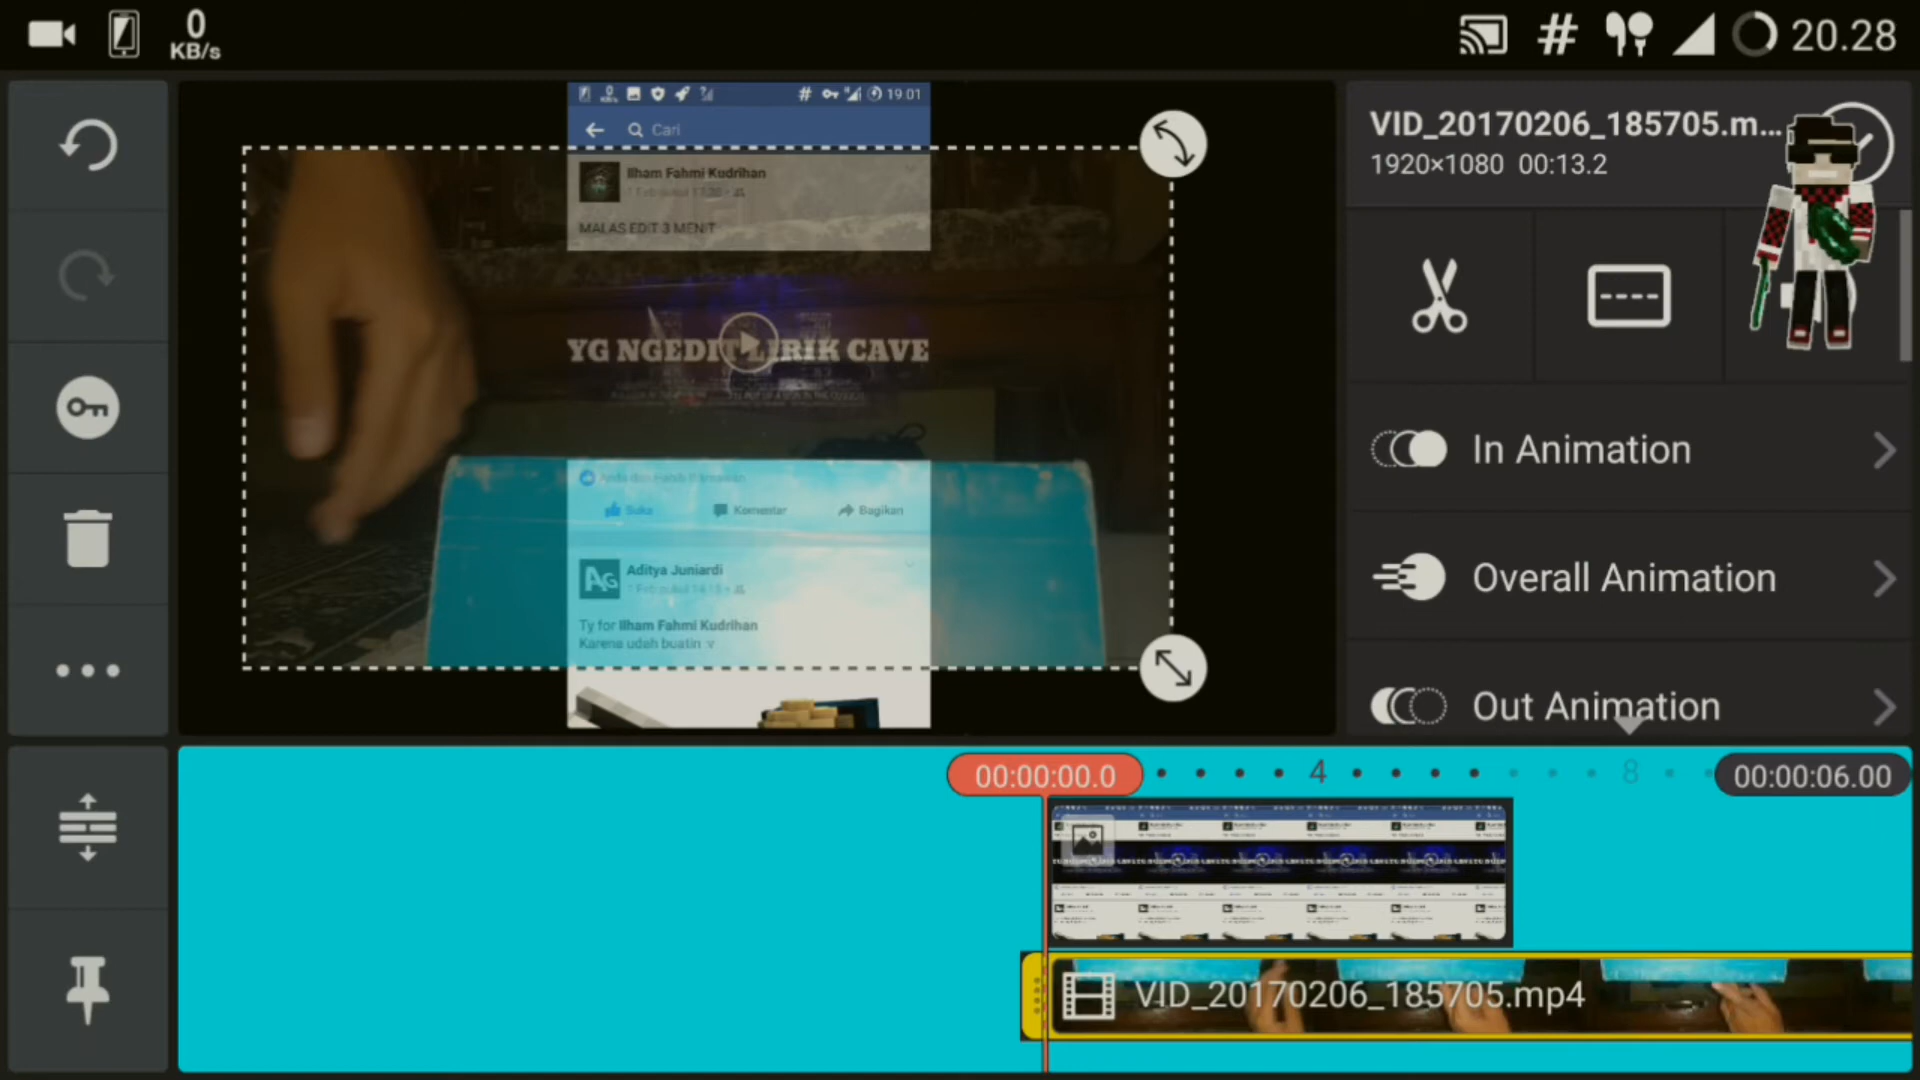 0
KB/s
# 20.28
# 19.01
Cari
Ilham Fahmi Kudrihan
MALAS EDIT 3 MENIT
YG NGEDIT LIRIK CAVE
Suka Komentar Bagikan
AG Aditya Juniardi
Ty for Ilham Fahmi Kudrihan
Karena udah buatin :v
VID_20170206_185705.m...
1920×1080 00:13.2
In Animation
Overall Animation
Out Animation
00:00:00.0 4 8 00:00:06.00
VID_20170206_185705.mp4